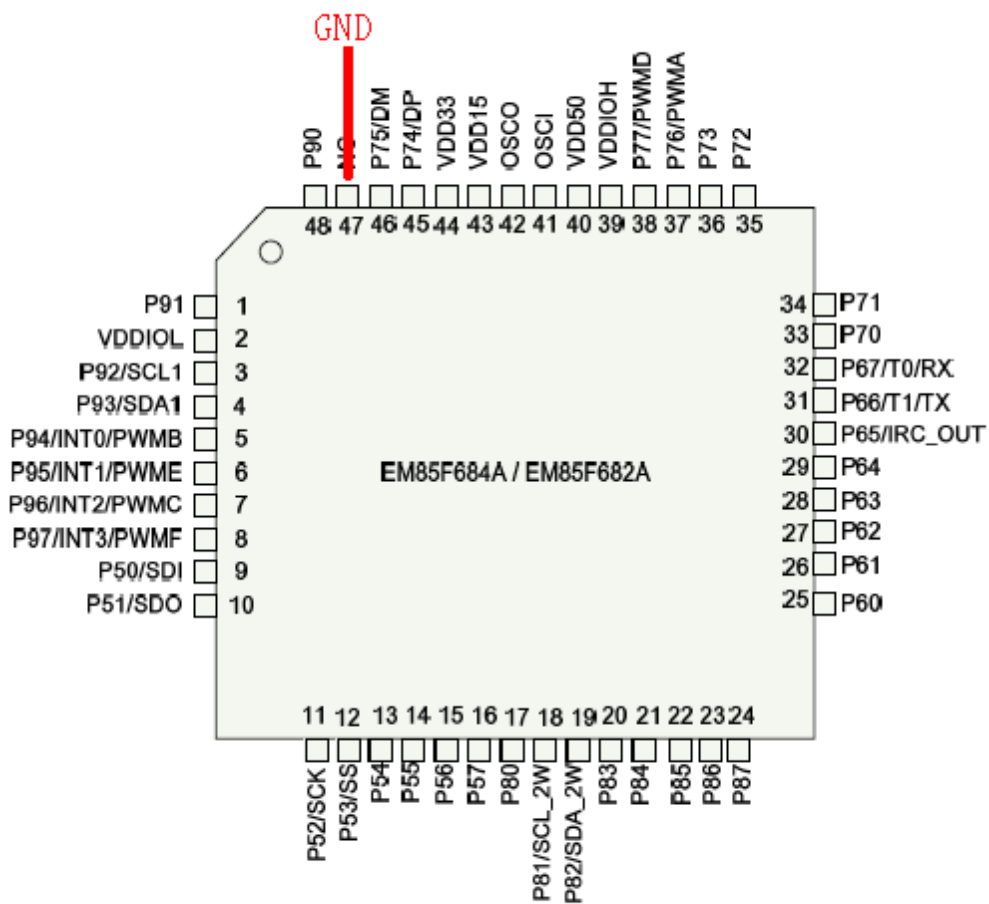 GND
P90
P75/DM
P74/DP
VDD33
VDD15
OSCO
OSCI
VDD50
VDDIOH
P77/PWMD
P76/PWMA
P73
P72
48 47 46 45 44 43 42 41 40 39 38 37 36 35
P91 1
VDDIOL 2
P92/SCL1 3
P93/SDA1 4
P94/INT0/PWMB 5
P95/INT1/PWME 6
P96/INT2/PWMC 7
P97/INT3/PWMF 8
P50/SDI 9
P51/SDO 10
EM85F684A / EM85F682A
34 P71
33 P70
32 P67/T0/RX
31 P66/T1/TX
30 P65/IRC_OUT
29 P64
28 P63
27 P62
26 P61
25 P60
11 12 13 14 15 16 17 18 19 20 21 22 23 24
P52/SCK
P53/SS
P54
P55
P56
P57
P80
P81/SCL_2W
P82/SDA_2W
P83
P84
P85
P86
P87